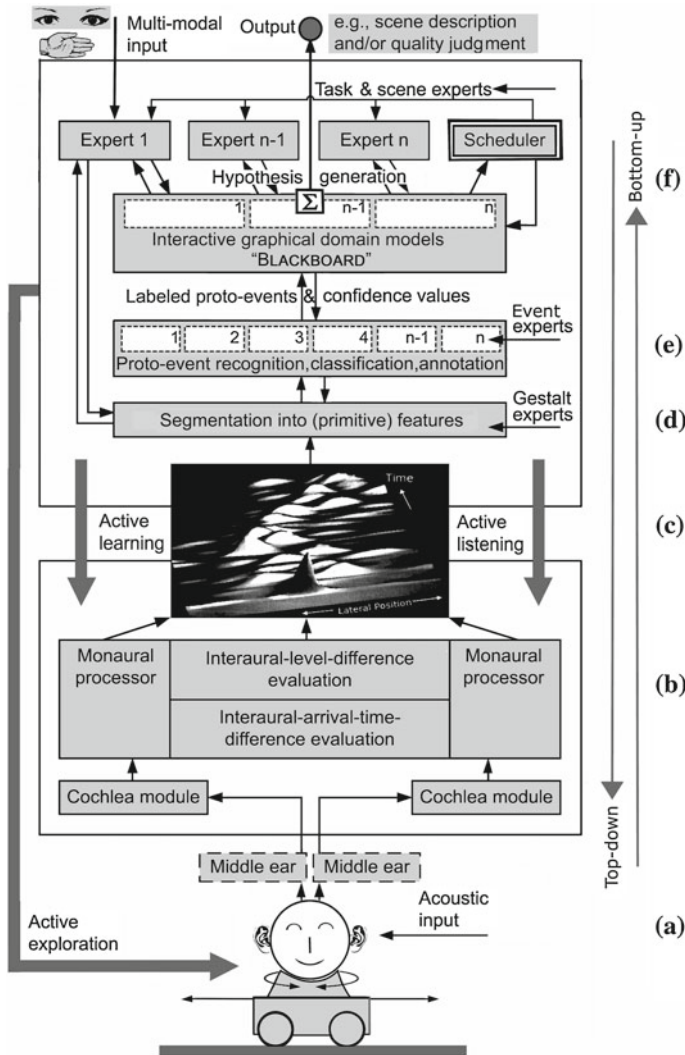 Multi-modal
input
Output
e.g., scene description
and/or quality judgment
Task & scene experts
Expert 1
Expert n-1
Expert n
Scheduler
(f)
Bottom-up
Hypothesis generation
Σ
1
n-1
n
Interactive graphical domain models
“BLACKBOARD”
Labeled proto-events & confidence values
Event
experts
1
2
3
4
n-1
n
(e)
Proto-event recognition,classification,annotation
Gestalt
experts
Segmentation into (primitive) features
(d)
Time
Active
learning
Active
listening
(c)
Lateral Position
Monaural
processor
Interaural-level-difference
evaluation
Monaural
processor
(b)
Interaural-arrival-time-
difference evaluation
Cochlea module
Cochlea module
Top-down
Middle ear
Middle ear
Active
exploration
Acoustic
input
(a)